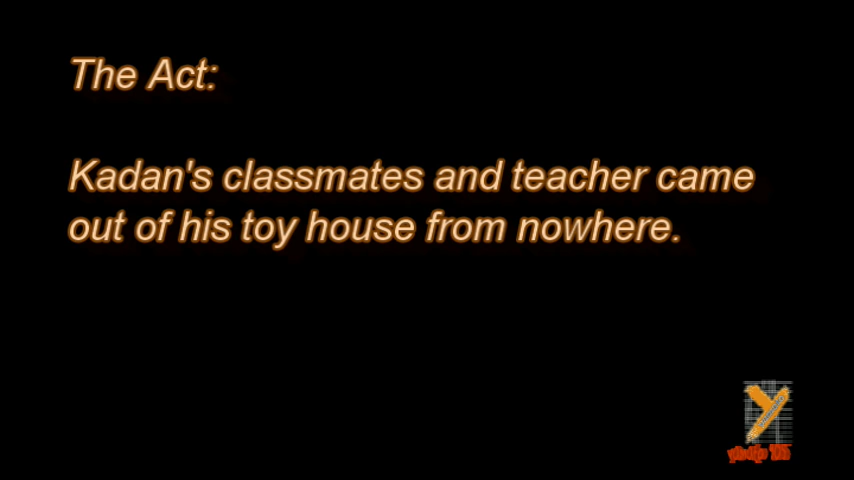 The Act:
Kadan's classmates and teacher came
out of his toy house from nowhere.
Y